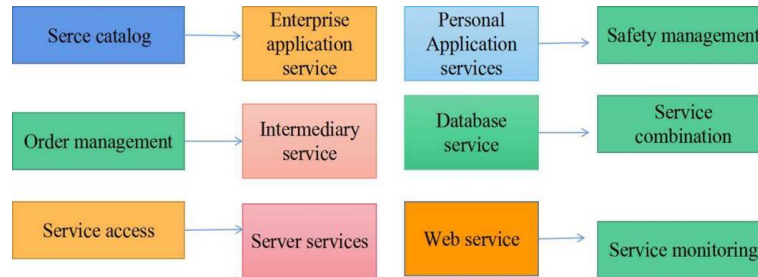 Serce catalog
Enterprise
application
service
Personal
Application
services
Safety management
Order management
Intermediary
service
Database
service
Service
combination
Service access
Server services
Web service
Service monitoring